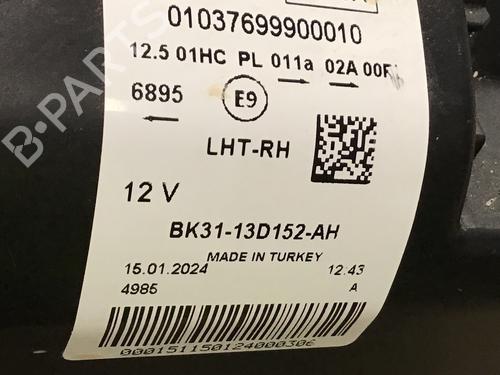 01037699900010
12.5 01HC PL 011a 02A 00R
6895 E9
LHT-RH
12 V
BK31-13D152-AH
MADE IN TURKEY
15.01.2024 12:43
4985 A
000151150124000306
B-PARTS